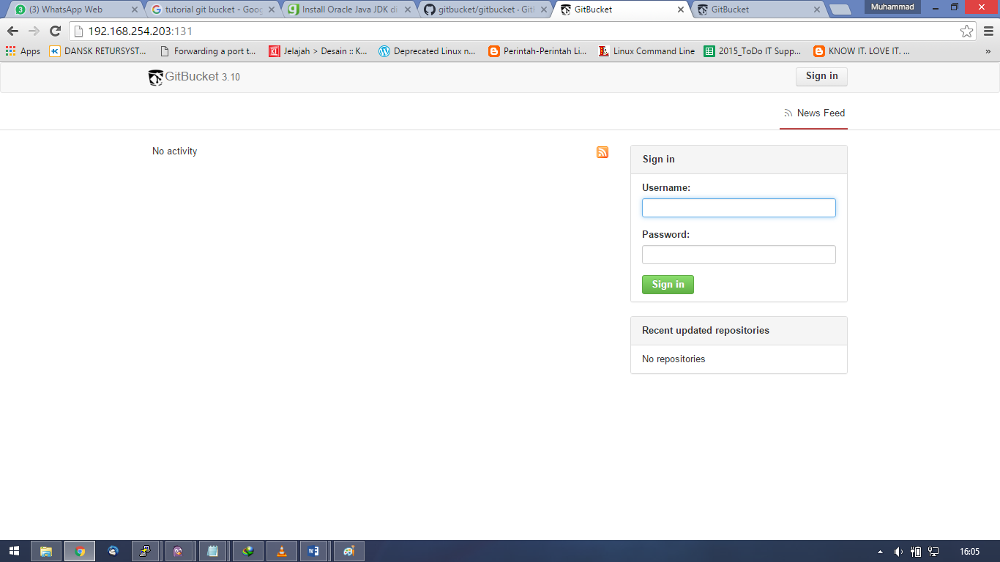 3 (3) WhatsApp Web
tutorial git bucket - Goog
Install Oracle Java JDK di
gitbucket/gitbucket · Gitl
GitBucket
GitBucket
Muhammad
192.168.254.203:131
Apps
DANSK RETURSYST...
Forwarding a port t...
Jelajah > Desain :: K...
Deprecated Linux n...
Perintah-Perintah Li...
Linux Command Line
2015_ToDo IT Supp...
KNOW IT. LOVE IT. ...
»
GitBucket 3.10
Sign in
News Feed
No activity
Sign in
Username:
Password:
Sign in
Recent updated repositories
No repositories
16:05